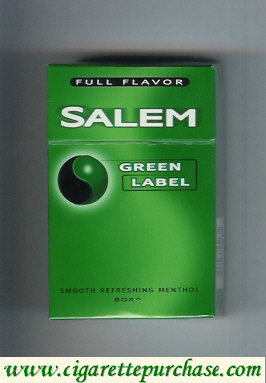 FULL FLAVOR
SALEM
GREEN
LABEL
SMOOTH REFRESHING MENTHOL
BOX
www.cigarettepurchase.com